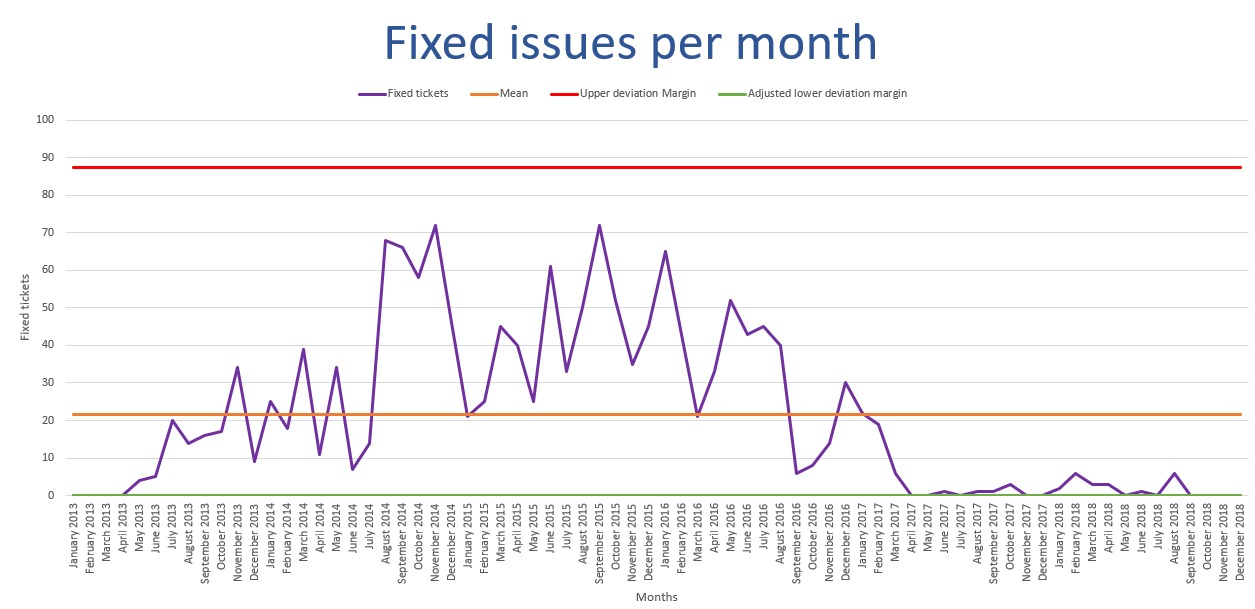 Fixed issues per month
Fixed tickets Mean Upper deviation Margin Adjusted lower deviation margin
100
90
80
70
60
50
40
30
20
10
0
Fixed tickets
January 2013
February 2013
March 2013
April 2013
May 2013
June 2013
July 2013
August 2013
September 2013
October 2013
November 2013
December 2013
January 2014
February 2014
March 2014
April 2014
May 2014
June 2014
July 2014
August 2014
September 2014
October 2014
November 2014
December 2014
January 2015
February 2015
March 2015
April 2015
May 2015
June 2015
July 2015
August 2015
September 2015
October 2015
November 2015
December 2015
January 2016
February 2016
March 2016
April 2016
May 2016
June 2016
July 2016
August 2016
September 2016
October 2016
November 2016
December 2016
January 2017
February 2017
March 2017
April 2017
May 2017
June 2017
July 2017
August 2017
September 2017
October 2017
November 2017
December 2017
January 2018
February 2018
March 2018
April 2018
May 2018
June 2018
July 2018
August 2018
September 2018
October 2018
November 2018
December 2018
Months